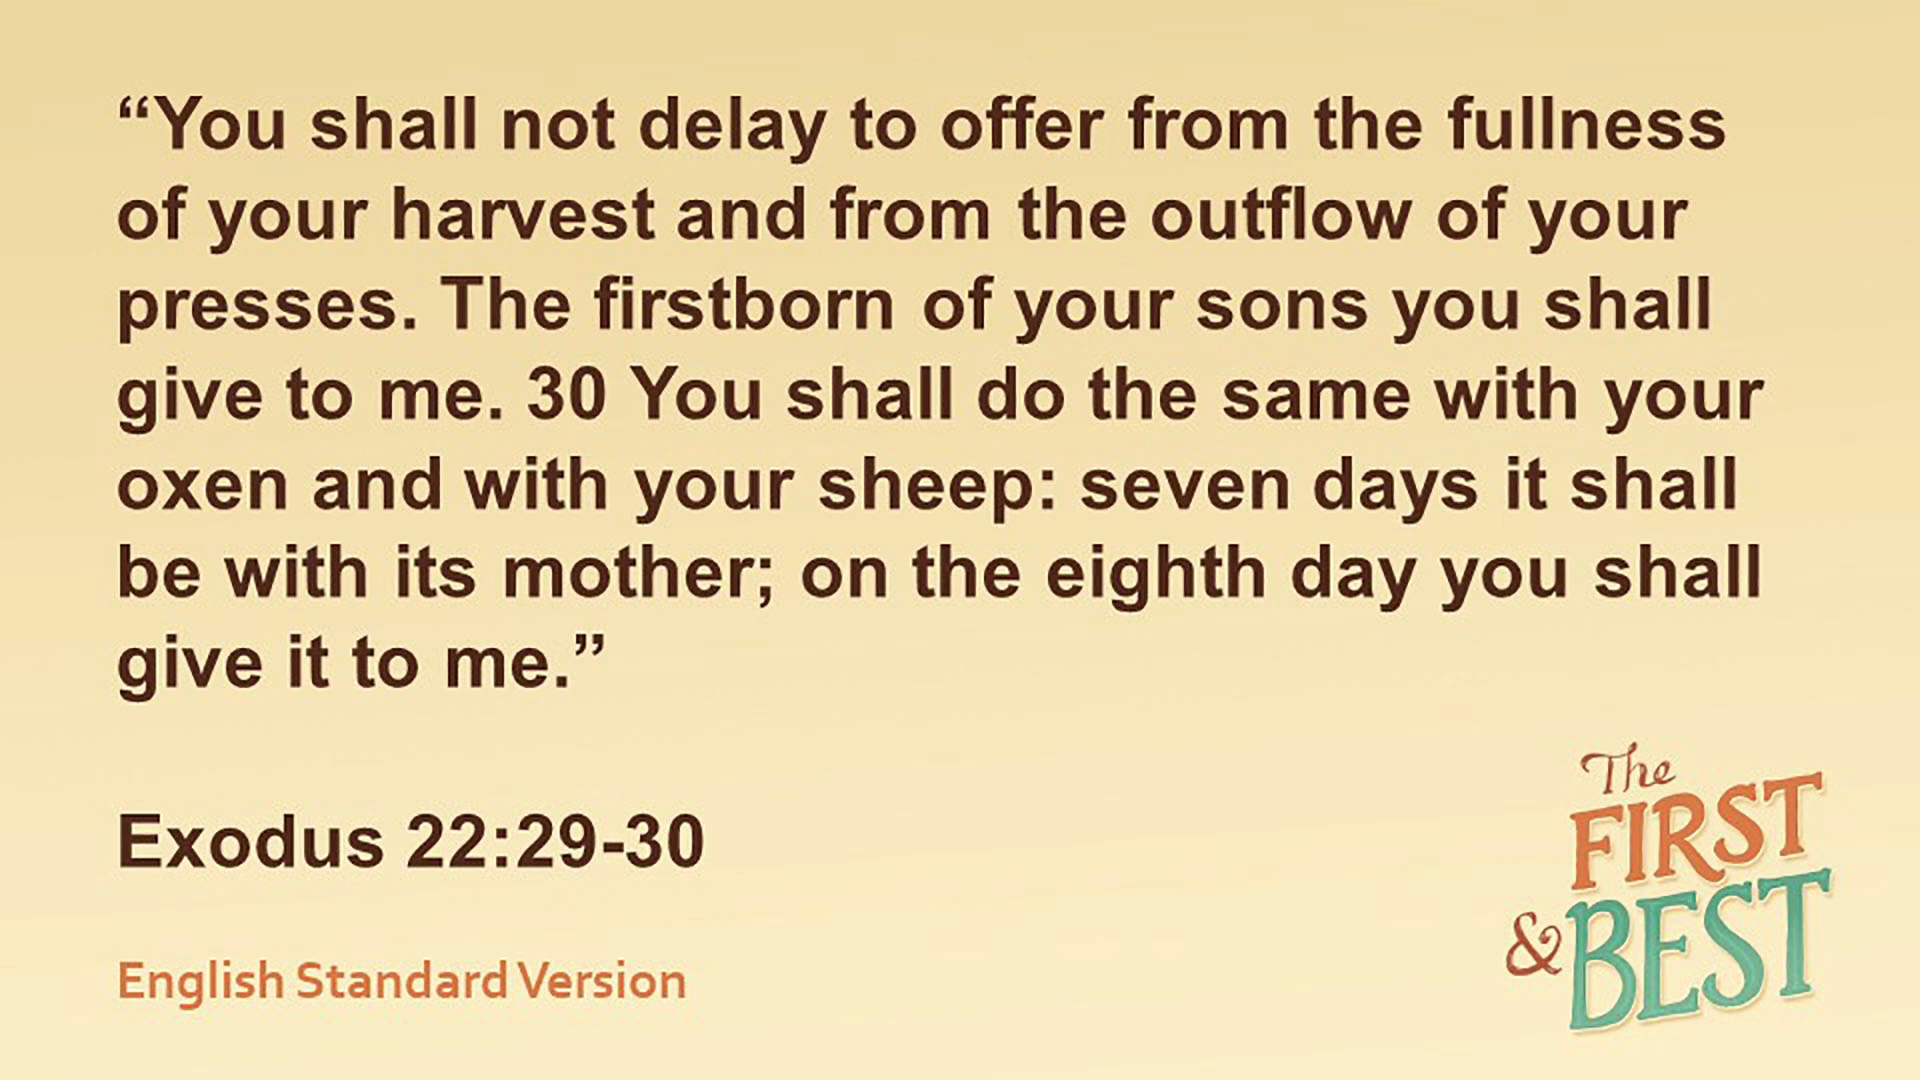 “You shall not delay to offer from the fullness
of your harvest and from the outflow of your
presses. The firstborn of your sons you shall
give to me. 30 You shall do the same with your
oxen and with your sheep: seven days it shall
be with its mother; on the eighth day you shall
give it to me.”
Exodus 22:29-30
English Standard Version
The
FIRST
& BEST